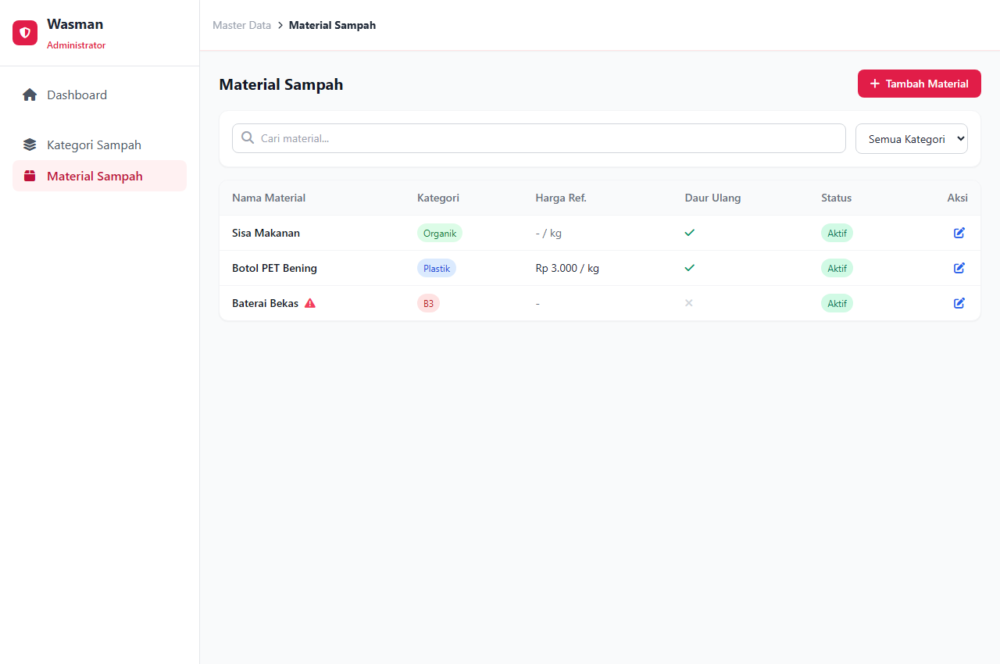 Wasman
Administrator
Dashboard
Kategori Sampah
Material Sampah
Master Data > Material Sampah
Material Sampah
+ Tambah Material
Cari material...
Semua Kategori
Nama Material Kategori Harga Ref. Daur Ulang Status Aksi
Sisa Makanan Organik - / kg Aktif
Botol PET Bening Plastik Rp 3.000 / kg Aktif
Baterai Bekas B3 - Aktif